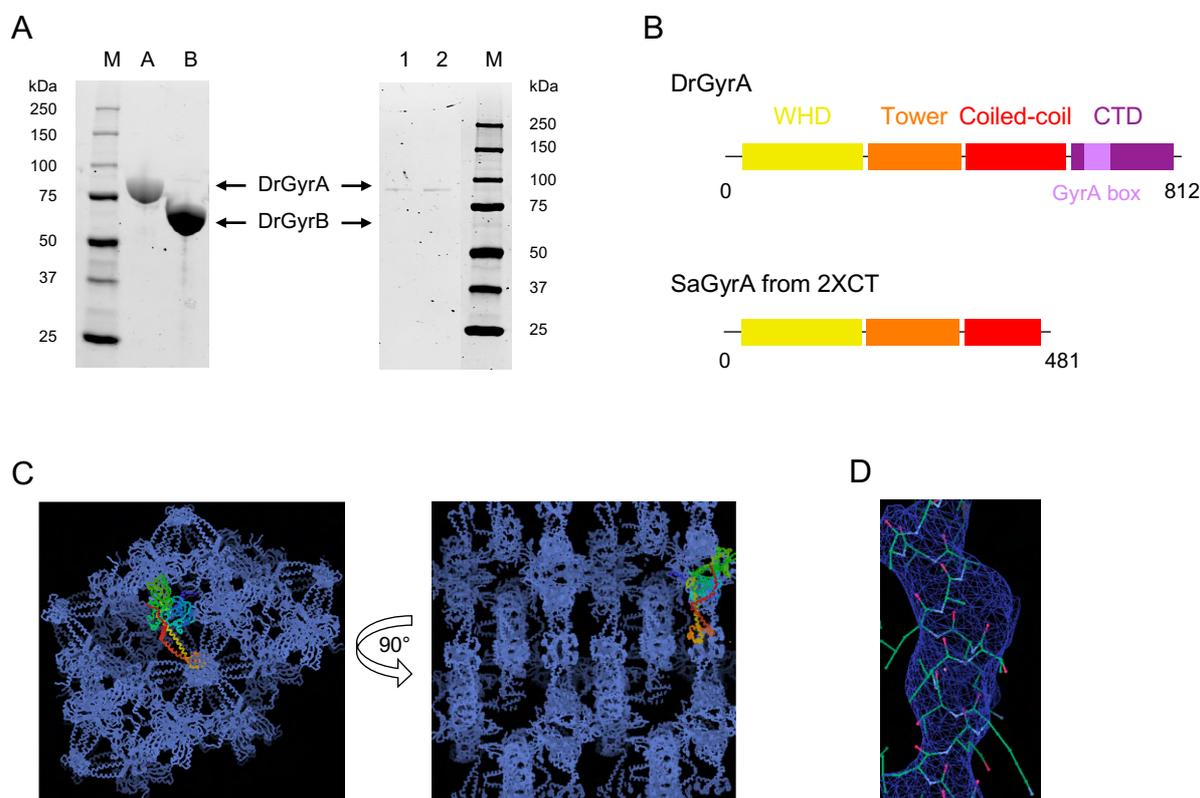 A
M A B
kDa
250
150
100
75
50
37
25
DrGyrA
DrGyrB
1 2 M
kDa
250
150
100
75
50
37
25
B
DrGyrA
WHD Tower Coiled-coil CTD
0 GyrA box 812
SaGyrA from 2XCT
0 481
C
90°
D